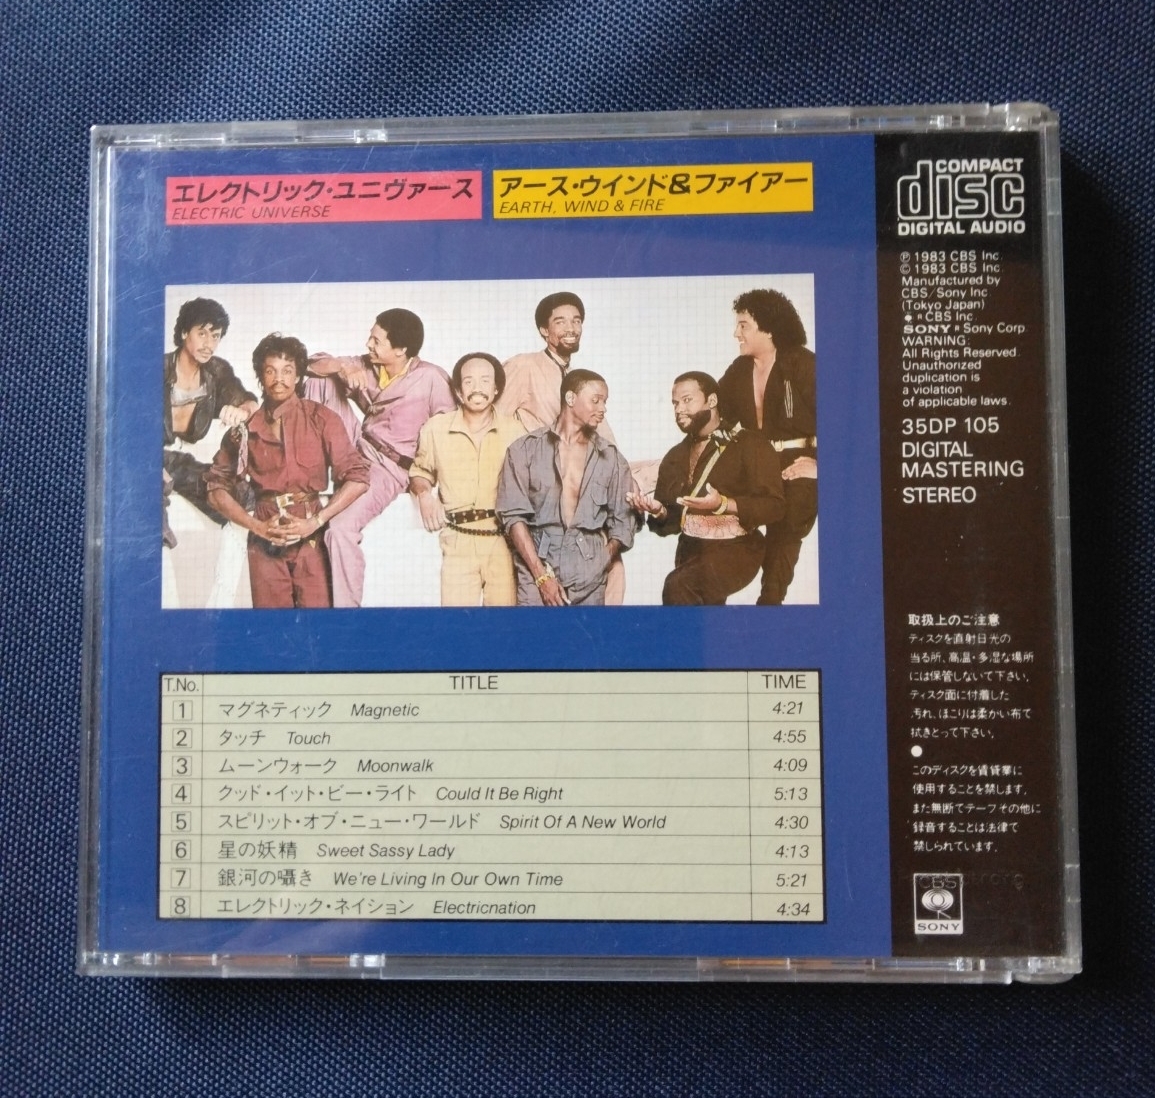 エレクトリック・ユニヴァース
ELECTRIC UNIVERSE
アース・ウインド&ファイアー
EARTH, WIND & FIRE
COMPACT
disc
DIGITAL AUDIO
Ⓟ 1983 CBS Inc.
© 1983 CBS Inc.
Manufactured by
CBS/Sony Inc
(Tokyo Japan)
® CBS Inc.
SONY ® Sony Corp.
WARNING:
All Rights Reserved.
Unauthorized
duplication is
a violation
of applicable laws.
35DP 105
DIGITAL
MASTERING
STEREO
取扱上のご注意
ディスクを直射日光の
当る所、高温・多湿な場所
には保管しないで下さい。
ディスク面に付着した
汚れ、ほこりは柔かい布で
拭きとって下さい。
●
このディスクを賃貸業に
使用することを禁します。
また無断でテープその他に
録音することは法律で
禁しられています。
CBS
SONY
T.No. TITLE TIME
1 マグネティック Magnetic 4:21
2 タッチ Touch 4:55
3 ムーンウォーク Moonwalk 4:09
4 クッド・イット・ビー・ライト Could It Be Right 5:13
5 スピリット・オブ・ニュー・ワールド Spirit Of A New World 4:30
6 星の妖精 Sweet Sassy Lady 4:13
7 銀河の囁き We're Living In Our Own Time 5:21
8 エレクトリック・ネイション Electricnation 4:34